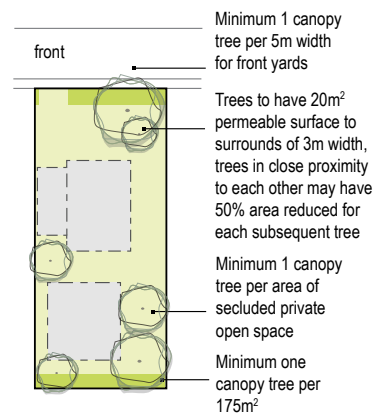 front
Minimum 1 canopy
tree per 5m width
for front yards
Trees to have 20m²
permeable surface to
surrounds of 3m width,
trees in close proximity
to each other may have
50% area reduced for
each subsequent tree
Minimum 1 canopy
tree per area of
secluded private
open space
Minimum one
canopy tree per
175m²